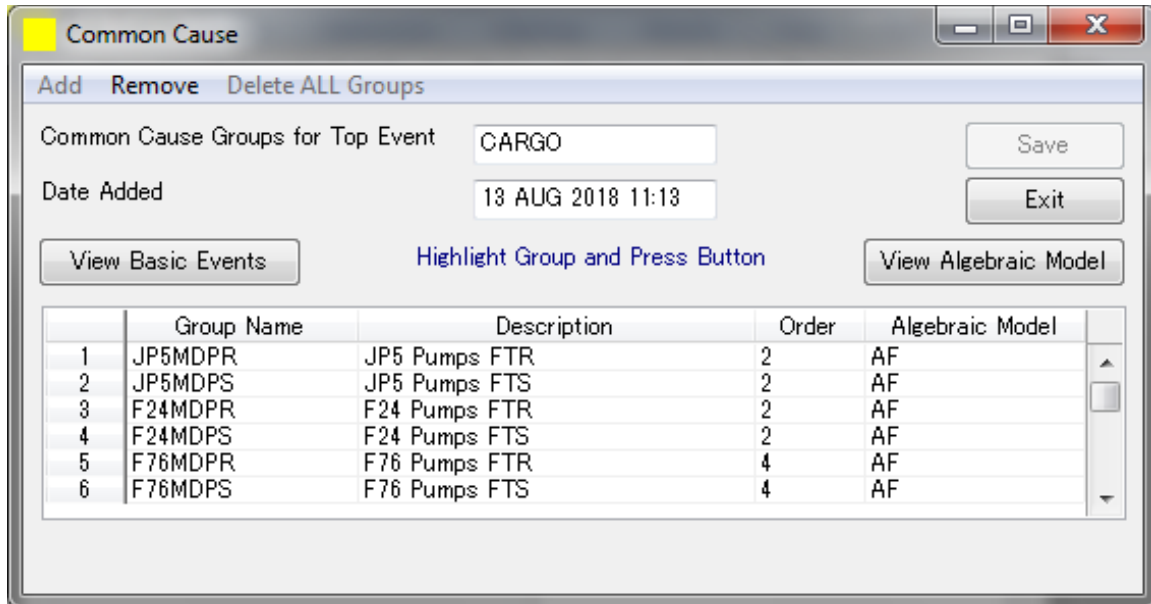 Common Cause
Add Remove Delete ALL Groups
Common Cause Groups for Top Event CARGO Save
Date Added 13 AUG 2018 11:13 Exit
View Basic Events Highlight Group and Press Button View Algebraic Model
Group Name Description Order Algebraic Model
1 JP5MDPR JP5 Pumps FTR 2 AF
2 JP5MDPS JP5 Pumps FTS 2 AF
3 F24MDPR F24 Pumps FTR 2 AF
4 F24MDPS F24 Pumps FTS 2 AF
5 F76MDPR F76 Pumps FTR 4 AF
6 F76MDPS F76 Pumps FTS 4 AF